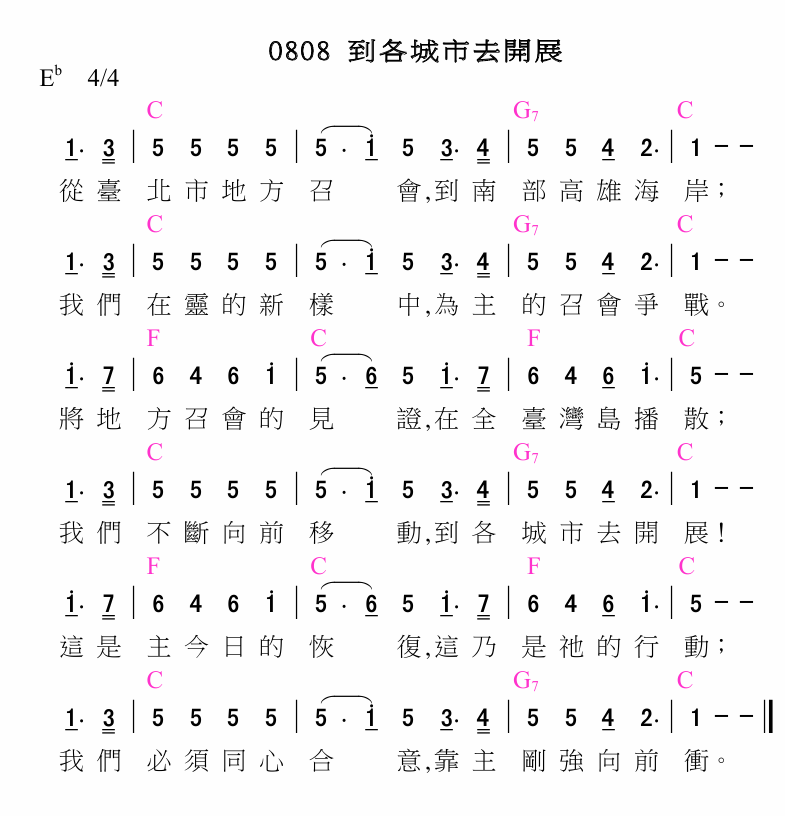 0808 到各城市去開展
E♭ 4/4
C G7 C
1. 3 | 5 5 5 5 | 5 . i 5 3. 4 | 5 5 4 2. | 1 – –
從臺 北市地方召 會,到南 部高雄海 岸；
C G7 C
1. 3 | 5 5 5 5 | 5 . i 5 3. 4 | 5 5 4 2. | 1 – –
我們 在靈的新樣 中,為主 的召會爭 戰。
F C F C
i. 7 | 6 4 6 i | 5 . 6 5 i. 7 | 6 4 6 i. | 5 – –
將地 方召會的見 證,在全 臺灣島播 散；
C G7 C
1. 3 | 5 5 5 5 | 5 . i 5 3. 4 | 5 5 4 2. | 1 – –
我們 不斷向前移 動,到各 城市去開 展！
F C F C
i. 7 | 6 4 6 i | 5 . 6 5 i. 7 | 6 4 6 i. | 5 – –
這是 主今日的恢 復,這乃 是祂的行 動；
C G7 C
1. 3 | 5 5 5 5 | 5 . i 5 3. 4 | 5 5 4 2. | 1 – – ‖
我們 必須同心合 意,靠主 剛強向前 衝。